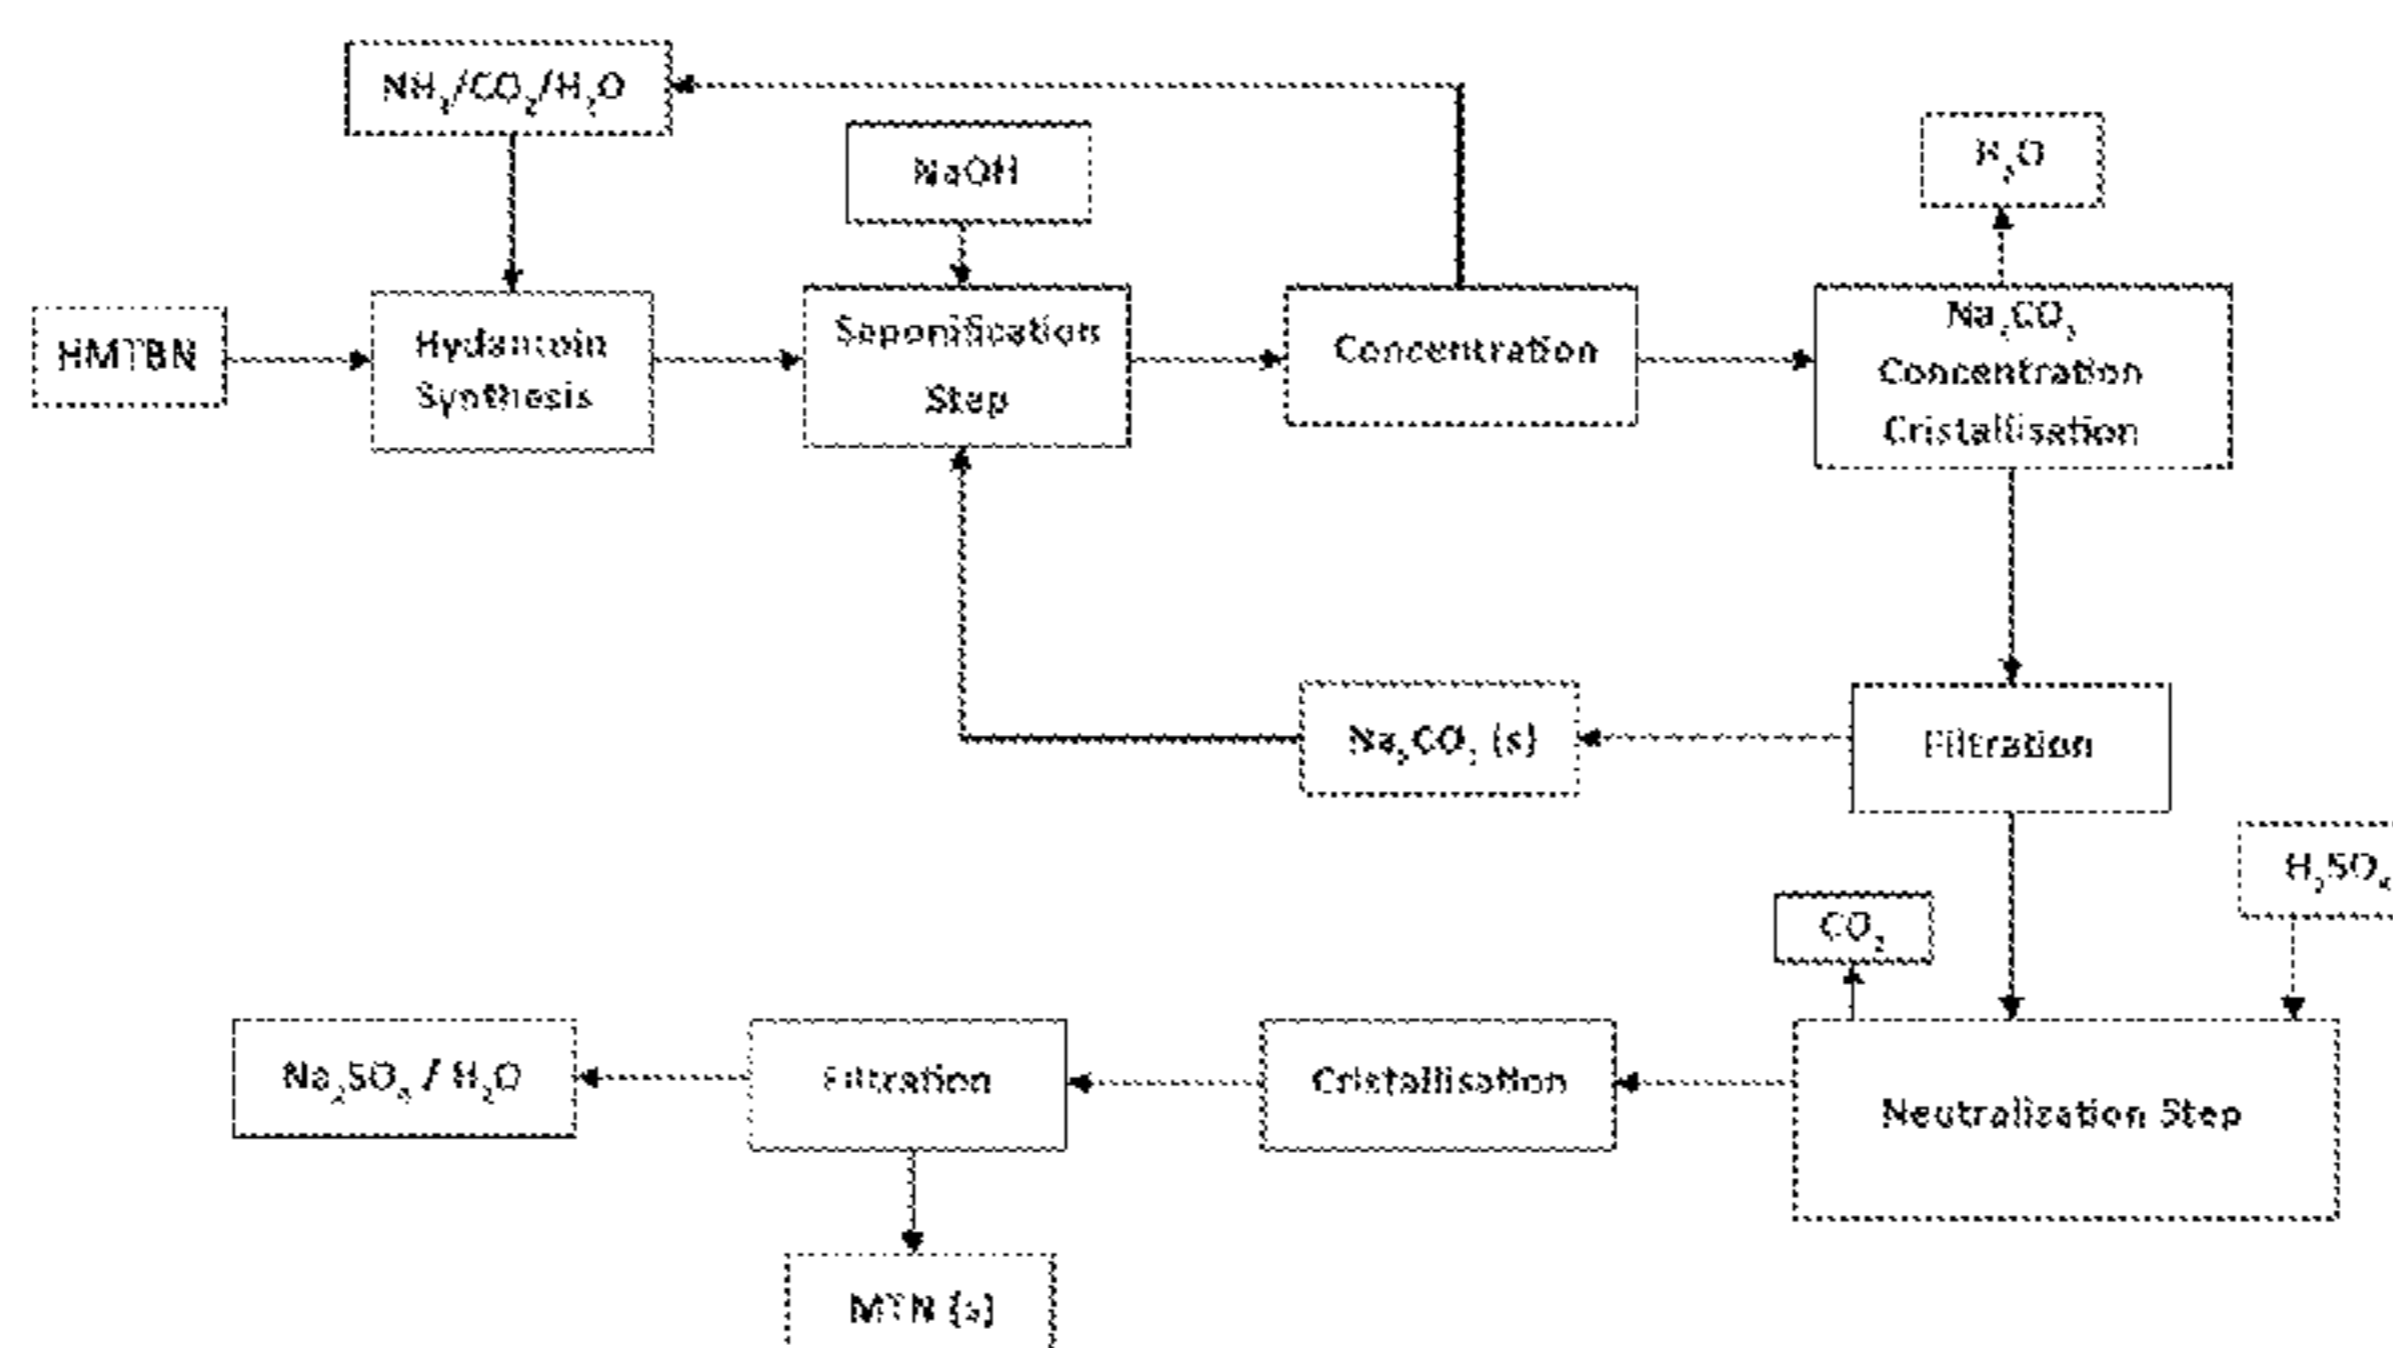 NH₃/CO₂/H₂O
NaOH
H₂O
HMTBN
Hydantoin
Synthesis
Saponification
Step
Concentration
Na₂CO₃
Concentration
Cristallisation
Na₂CO₃ (s)
Filtration
H₂SO₄
CO₂
Na₂SO₄ / H₂O
Filtration
Cristallisation
Neutralization Step
MTN (s)